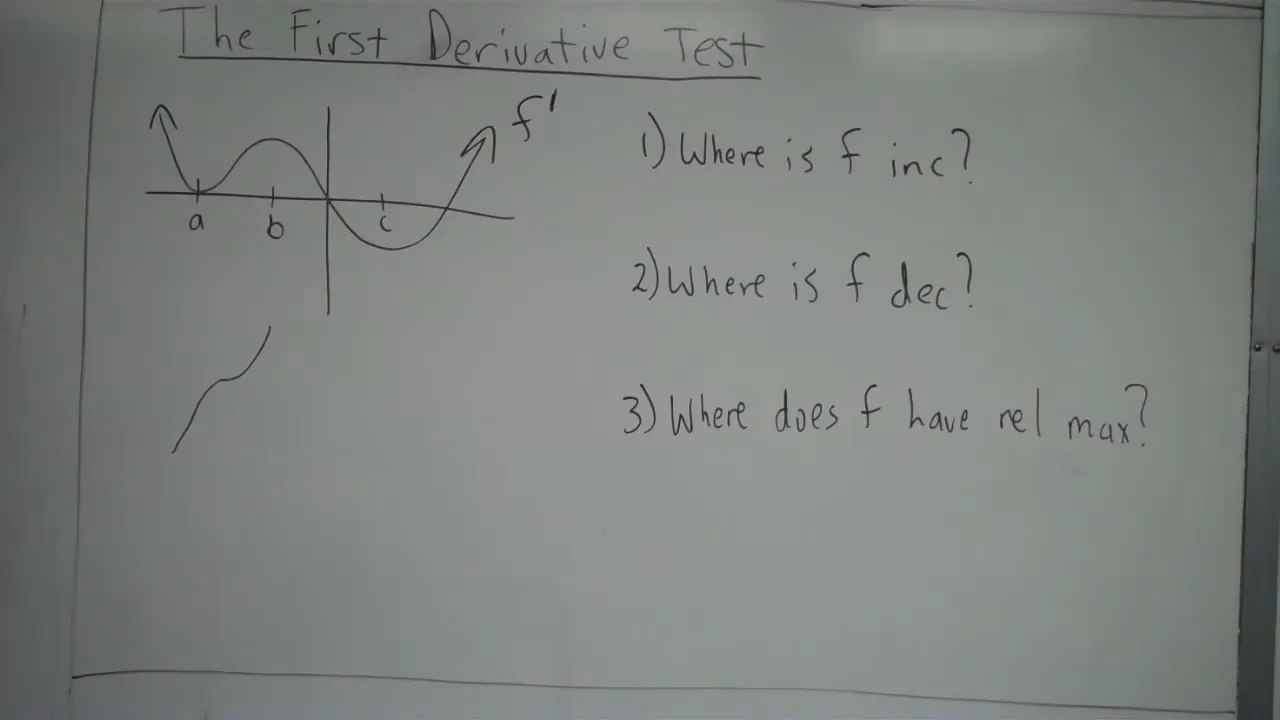 The First Derivative Test
f'
a b c
1) Where is f inc?
2) Where is f dec?
3) Where does f have rel max?